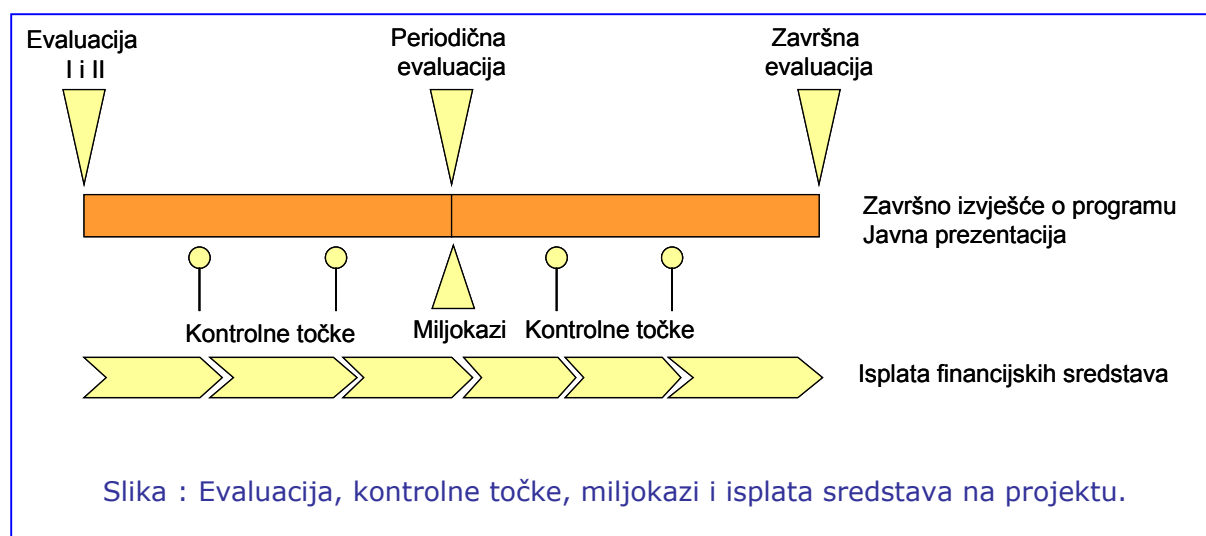 Evaluacija
I i II
Periodična
evaluacija
Završna
evaluacija
Završno izvješće o programu
Javna prezentacija
Kontrolne točke
Miljokazi
Kontrolne točke
Isplata financijskih sredstava
Slika : Evaluacija, kontrolne točke, miljokazi i isplata sredstava na projektu.